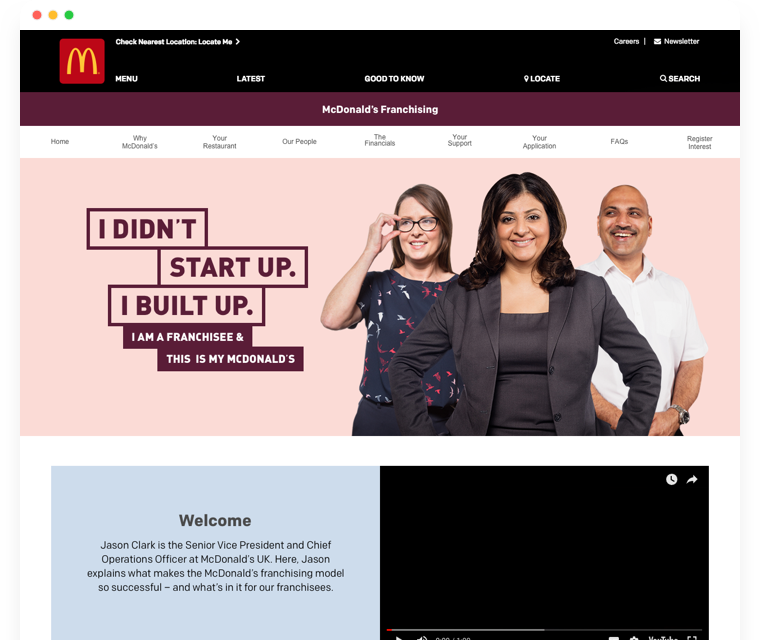 Check Nearest Location: Locate Me
Careers | Newsletter
MENU
LATEST
GOOD TO KNOW
LOCATE
SEARCH
McDonald's Franchising
Home
Why
McDonald's
Your
Restaurant
Our People
The
Financials
Your
Support
Your
Application
FAQs
Register
Interest
I DIDN'T
START UP.
I BUILT UP.
I AM A FRANCHISEE &
THIS IS MY MCDONALD'S
Welcome
Jason Clark is the Senior Vice President and Chief
Operations Officer at McDonald's UK. Here, Jason
explains what makes the McDonald's franchising model
so successful – and what's in it for our franchisees.
YouTube